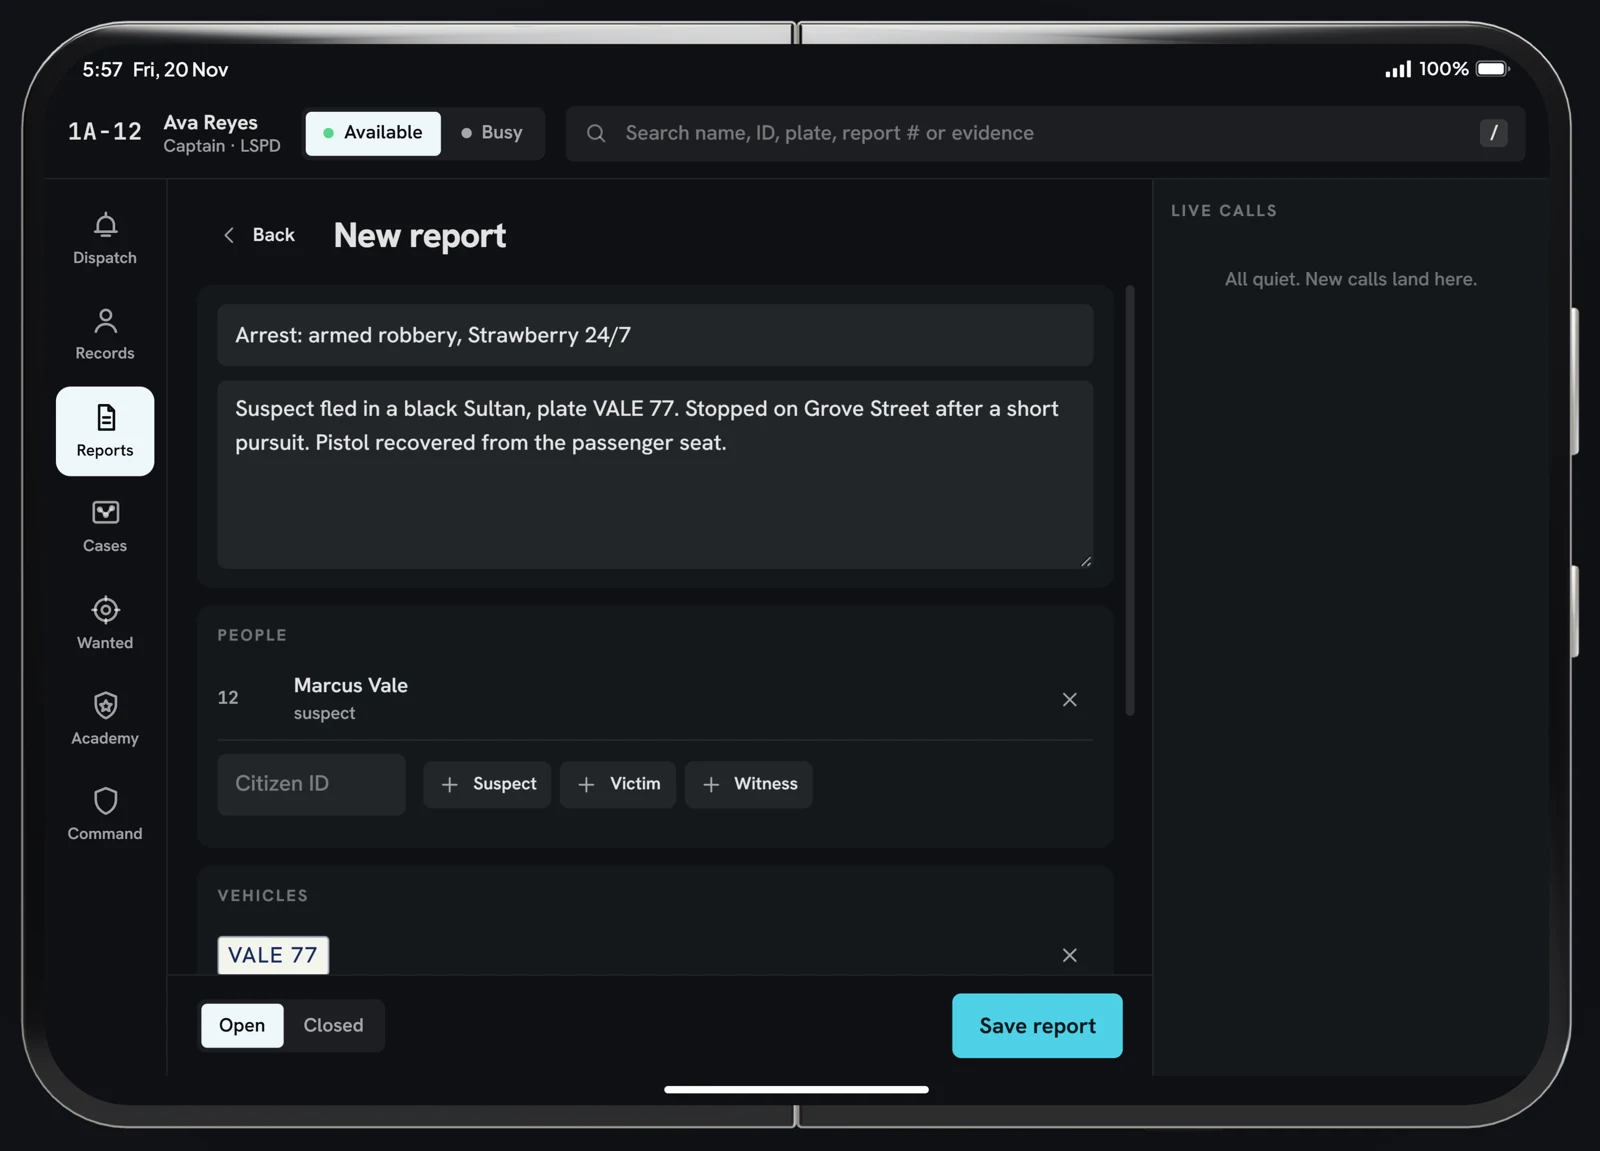 5:57 Fri, 20 Nov
100%
1A-12
Ava Reyes
Captain · LSPD
Available
Busy
Search name, ID, plate, report # or evidence
/
Dispatch
Records
Reports
Cases
Wanted
Academy
Command
Back
New report
Arrest: armed robbery, Strawberry 24/7
Suspect fled in a black Sultan, plate VALE 77. Stopped on Grove Street after a short
pursuit. Pistol recovered from the passenger seat.
PEOPLE
12
Marcus Vale
suspect
Citizen ID
Suspect
Victim
Witness
VEHICLES
VALE 77
Open
Closed
Save report
LIVE CALLS
All quiet. New calls land here.